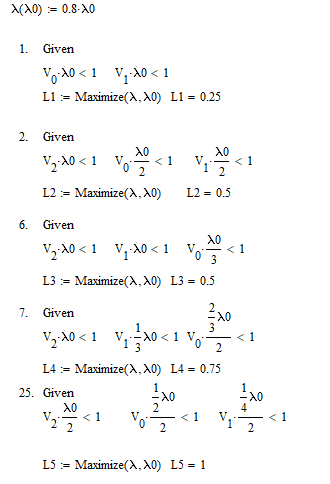 λ(λ0) := 0.8·λ0
1. Given
V₀·λ0 < 1 V₁·λ0 < 1
L1 := Maximize(λ,λ0) L1 = 0.25
2. Given
V₂·λ0 < 1 V₀·λ0/2 < 1 V₁·λ0/2 < 1
L2 := Maximize(λ,λ0) L2 = 0.5
6. Given
V₂·λ0 < 1 V₁·λ0 < 1 V₀·λ0/3 < 1
L3 := Maximize(λ,λ0) L3 = 0.5
7. Given
V₂·λ0 < 1 V₁·1/3λ0 < 1 V₀·(2/3λ0)/2 < 1
L4 := Maximize(λ,λ0) L4 = 0.75
25. Given
V₂·λ0/2 < 1 V₀·(1/2λ0)/2 < 1 V₁·(1/4λ0)/2 < 1
L5 := Maximize(λ,λ0) L5 = 1